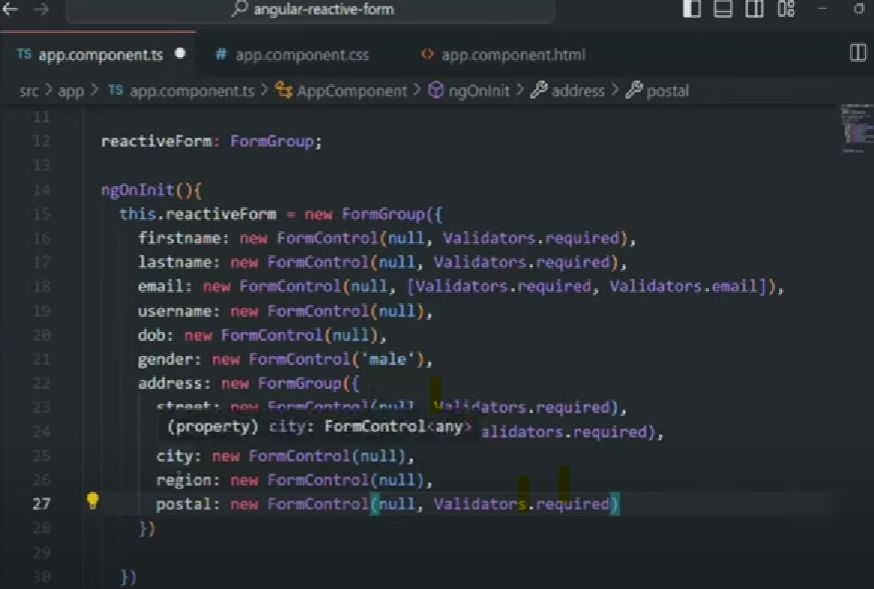 angular-reactive-form
TS app.component.ts # app.component.css <> app.component.html
src > app > TS app.component.ts > AppComponent > ngOnInit > address > postal
11
12 reactiveForm: FormGroup;
13
14 ngOnInit(){
15 this.reactiveForm = new FormGroup({
16 firstname: new FormControl(null, Validators.required),
17 lastname: new FormControl(null, Validators.required),
18 email: new FormControl(null, [Validators.required, Validators.email]),
19 username: new FormControl(null),
20 dob: new FormControl(null),
21 gender: new FormControl('male'),
22 address: new FormGroup({
23 street: new FormControl(null, Validators.required),
24 (property) city: FormControl<any> alidators.required),
25 city: new FormControl(null),
26 region: new FormControl(null),
27 postal: new FormControl(null, Validators.required)
28 })
29
30 })